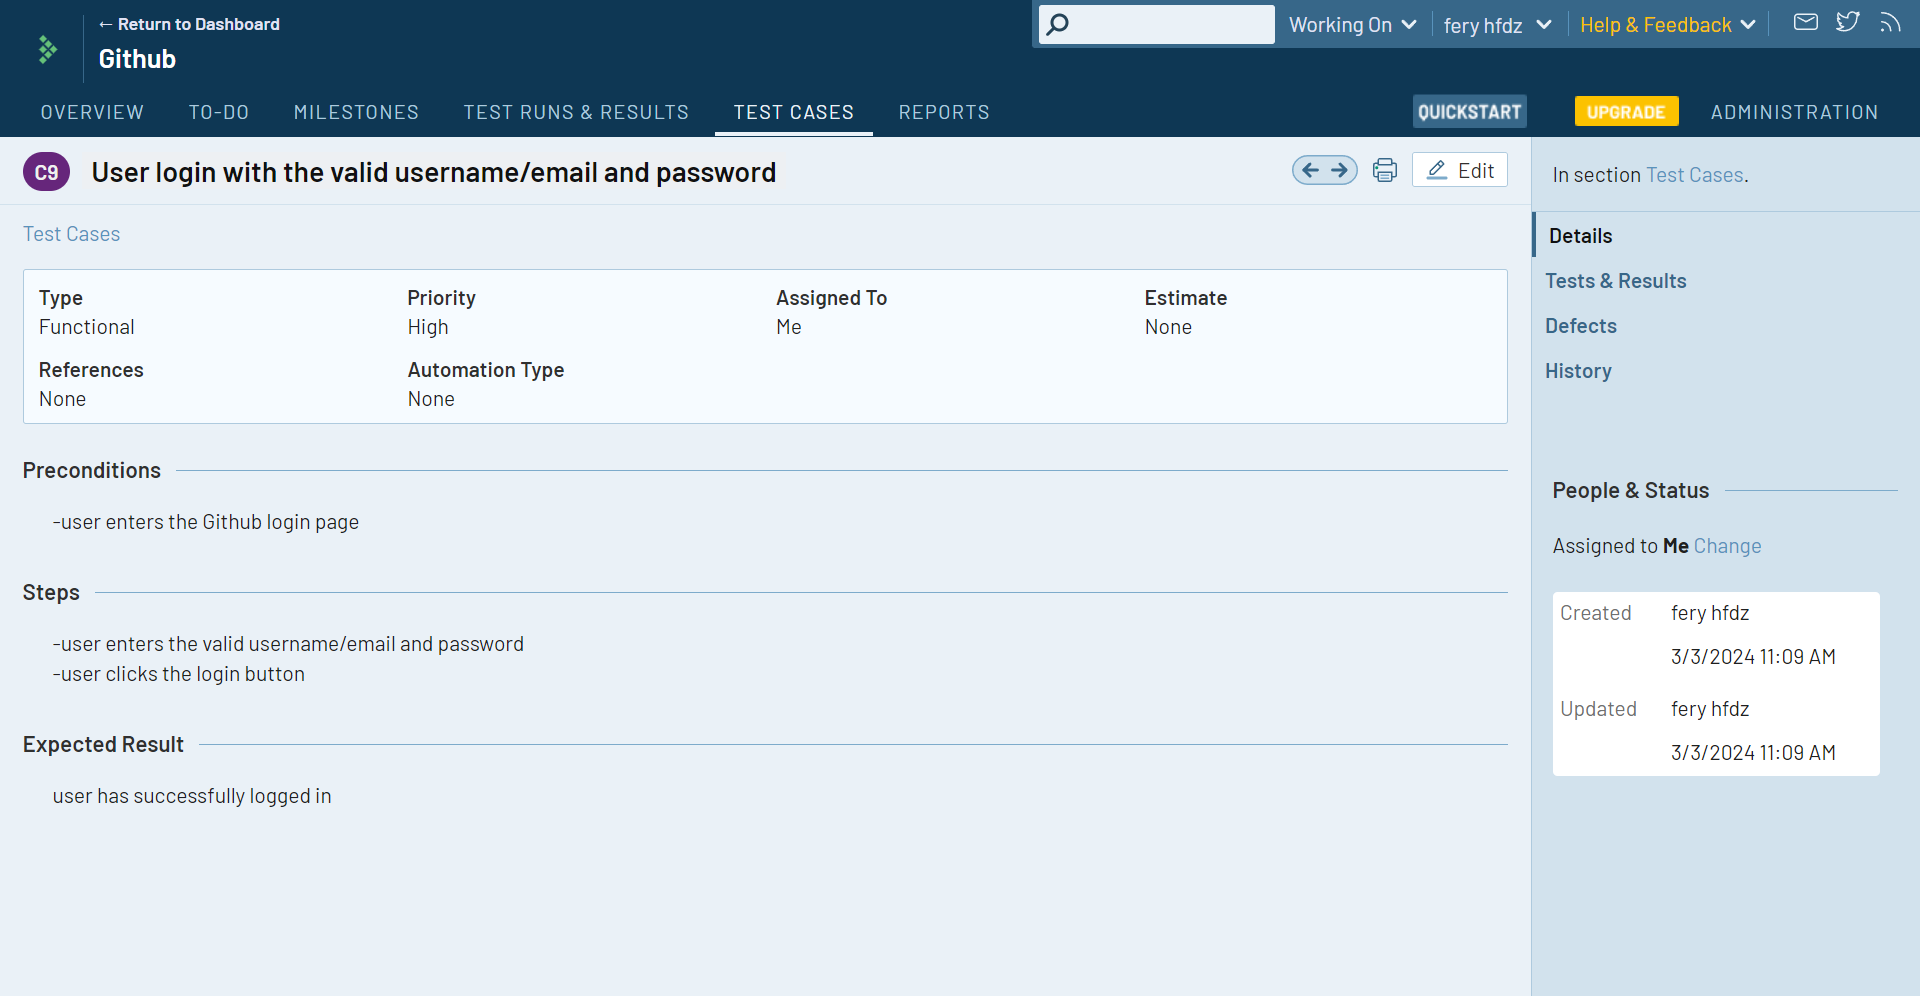 ← Return to Dashboard
Github
Working On
fery hfdz
Help & Feedback
OVERVIEW TO-DO MILESTONES TEST RUNS & RESULTS TEST CASES REPORTS QUICKSTART UPGRADE ADMINISTRATION
C9 User login with the valid username/email and password
Edit
Test Cases
Type Priority Assigned To Estimate
Functional High Me None
References Automation Type
None None
Preconditions
-user enters the Github login page
Steps
-user enters the valid username/email and password
-user clicks the login button
Expected Result
user has successfully logged in
In section Test Cases.
Details
Tests & Results
Defects
History
People & Status
Assigned to Me Change
Created fery hfdz
3/3/2024 11:09 AM
Updated fery hfdz
3/3/2024 11:09 AM